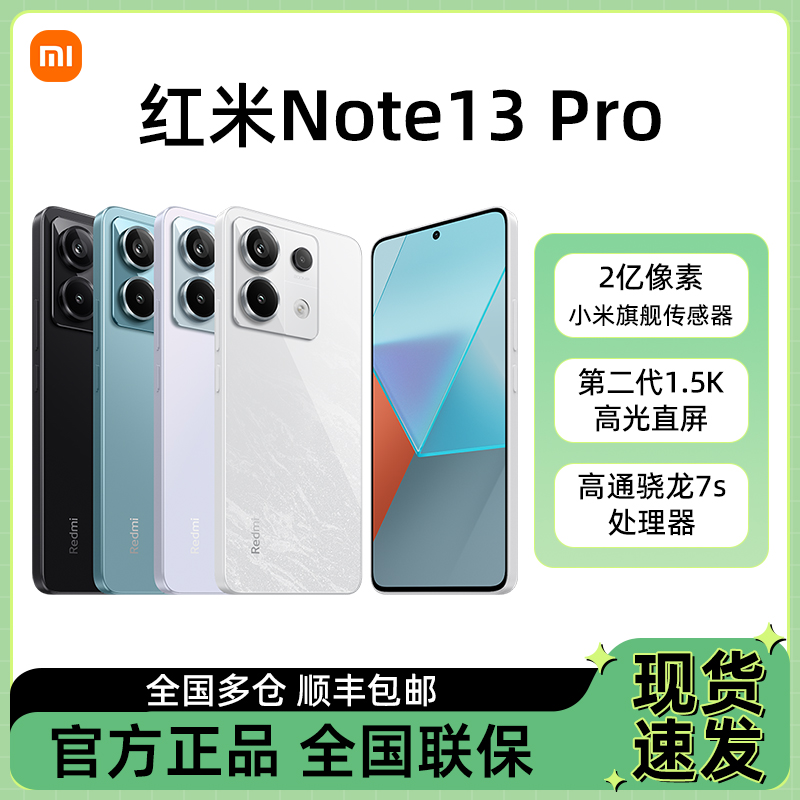 mi
红米Note13 Pro
2亿像素
小米旗舰传感器
第二代1.5K
高光直屏
高通骁龙7s
处理器
Redmi
Redmi
Redmi
Redmi
全国多仓 顺丰包邮
官方正品 全国联保
现货
速发